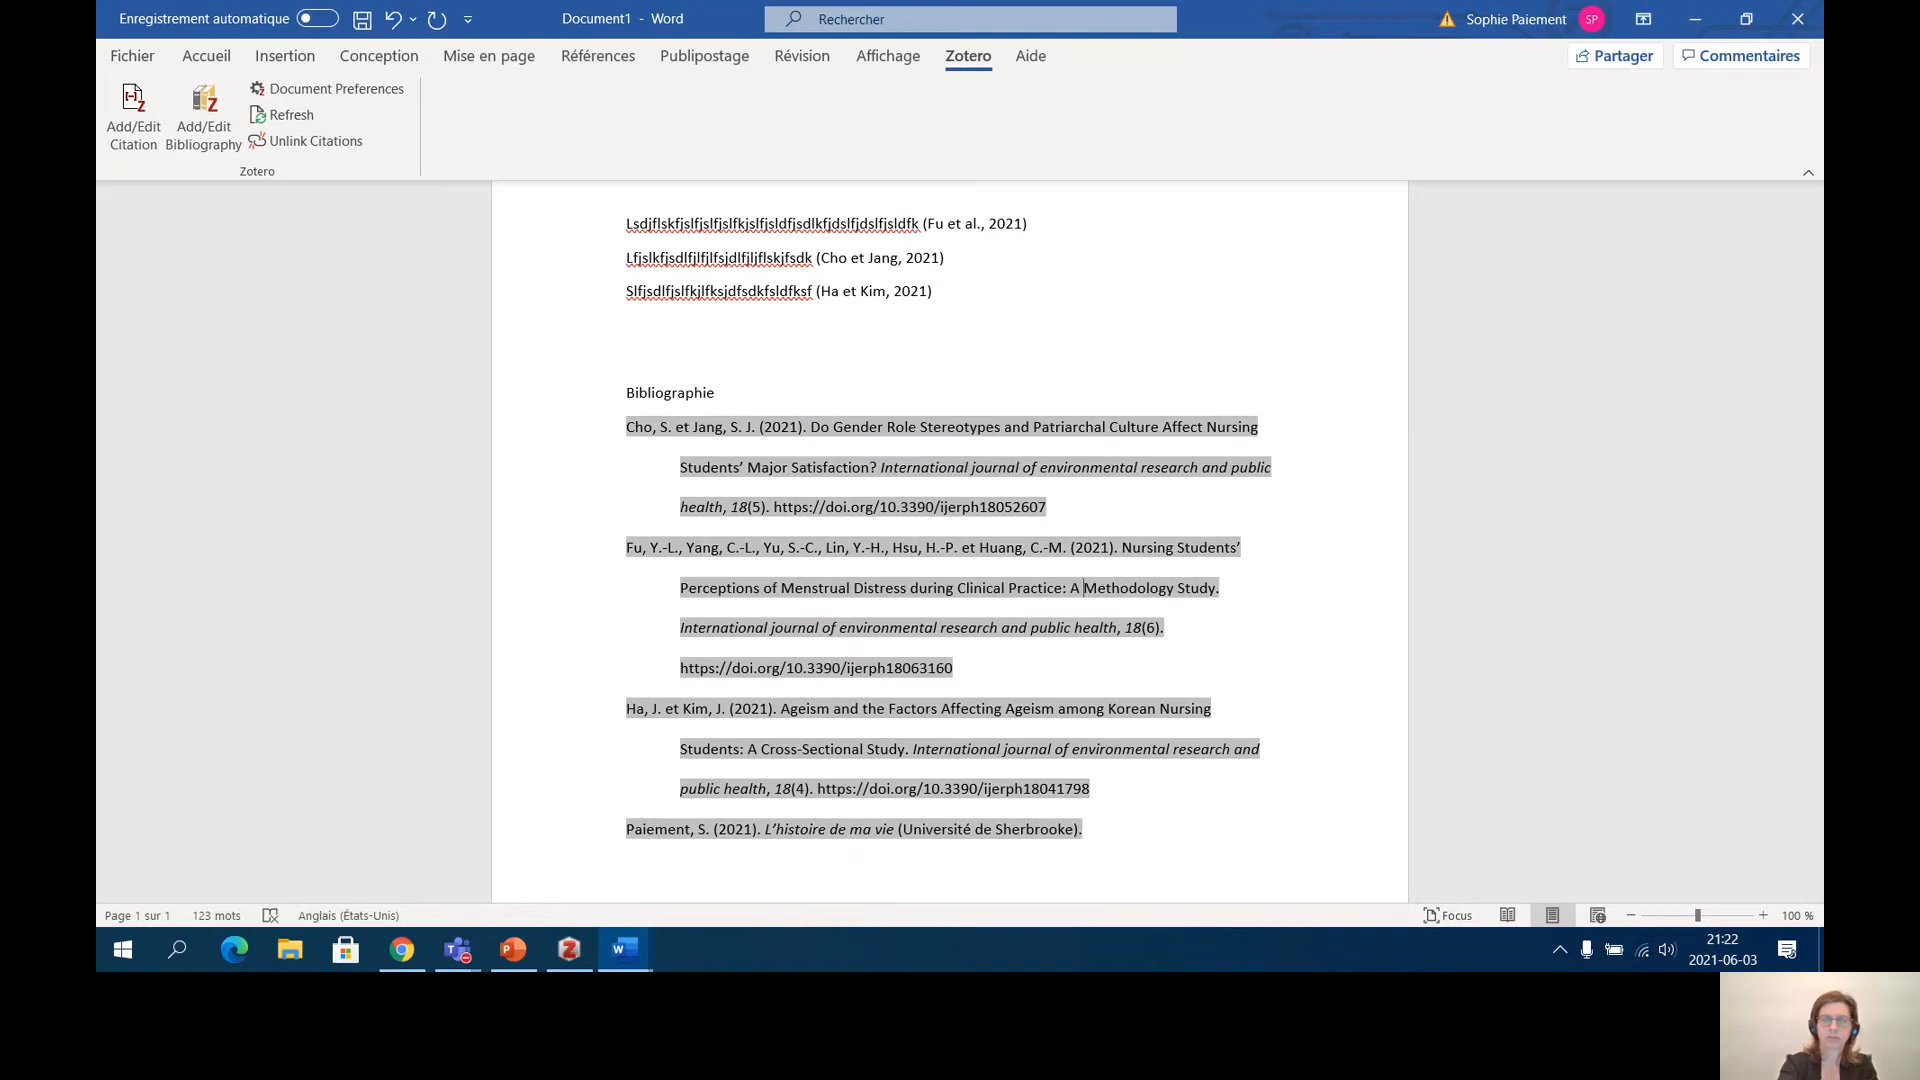 Enregistrement automatique
Document1 - Word
Rechercher
Sophie Paiement SP
Fichier Accueil Insertion Conception Mise en page Références Publipostage Révision Affichage Zotero Aide
Partager Commentaires
Add/Edit Citation
Add/Edit Bibliography
Document Preferences
Refresh
Unlink Citations
Zotero
Lsdjflskfjslfjslfjslfkjslfjsldfjsdlkfjdslfjdslfjsldfk (Fu et al., 2021)
Lfjslkfjsdlfjlfjlfsjdlfjljflskjfsdk (Cho et Jang, 2021)
Slfjsdlfjslfkjlfksjdfsdkfsldfksf (Ha et Kim, 2021)
Bibliographie
Cho, S. et Jang, S. J. (2021). Do Gender Role Stereotypes and Patriarchal Culture Affect Nursing
Students’ Major Satisfaction? International journal of environmental research and public
health, 18(5). https://doi.org/10.3390/ijerph18052607
Fu, Y.-L., Yang, C.-L., Yu, S.-C., Lin, Y.-H., Hsu, H.-P. et Huang, C.-M. (2021). Nursing Students’
Perceptions of Menstrual Distress during Clinical Practice: A Methodology Study.
International journal of environmental research and public health, 18(6).
https://doi.org/10.3390/ijerph18063160
Ha, J. et Kim, J. (2021). Ageism and the Factors Affecting Ageism among Korean Nursing
Students: A Cross-Sectional Study. International journal of environmental research and
public health, 18(4). https://doi.org/10.3390/ijerph18041798
Paiement, S. (2021). L’histoire de ma vie (Université de Sherbrooke).
Page 1 sur 1 123 mots Anglais (États-Unis)
Focus 100 %
21:22
2021-06-03